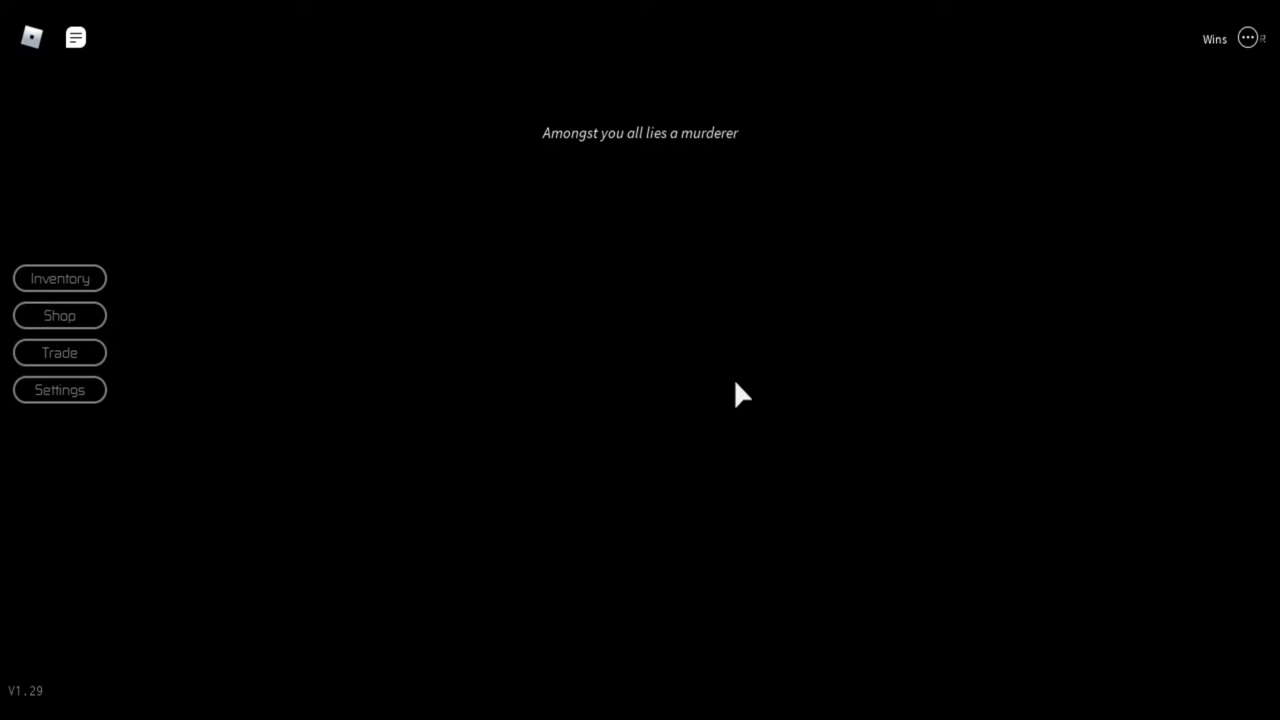 Wins
R
Amongst you all lies a murderer
Inventory
Shop
Trade
Settings
V1.29